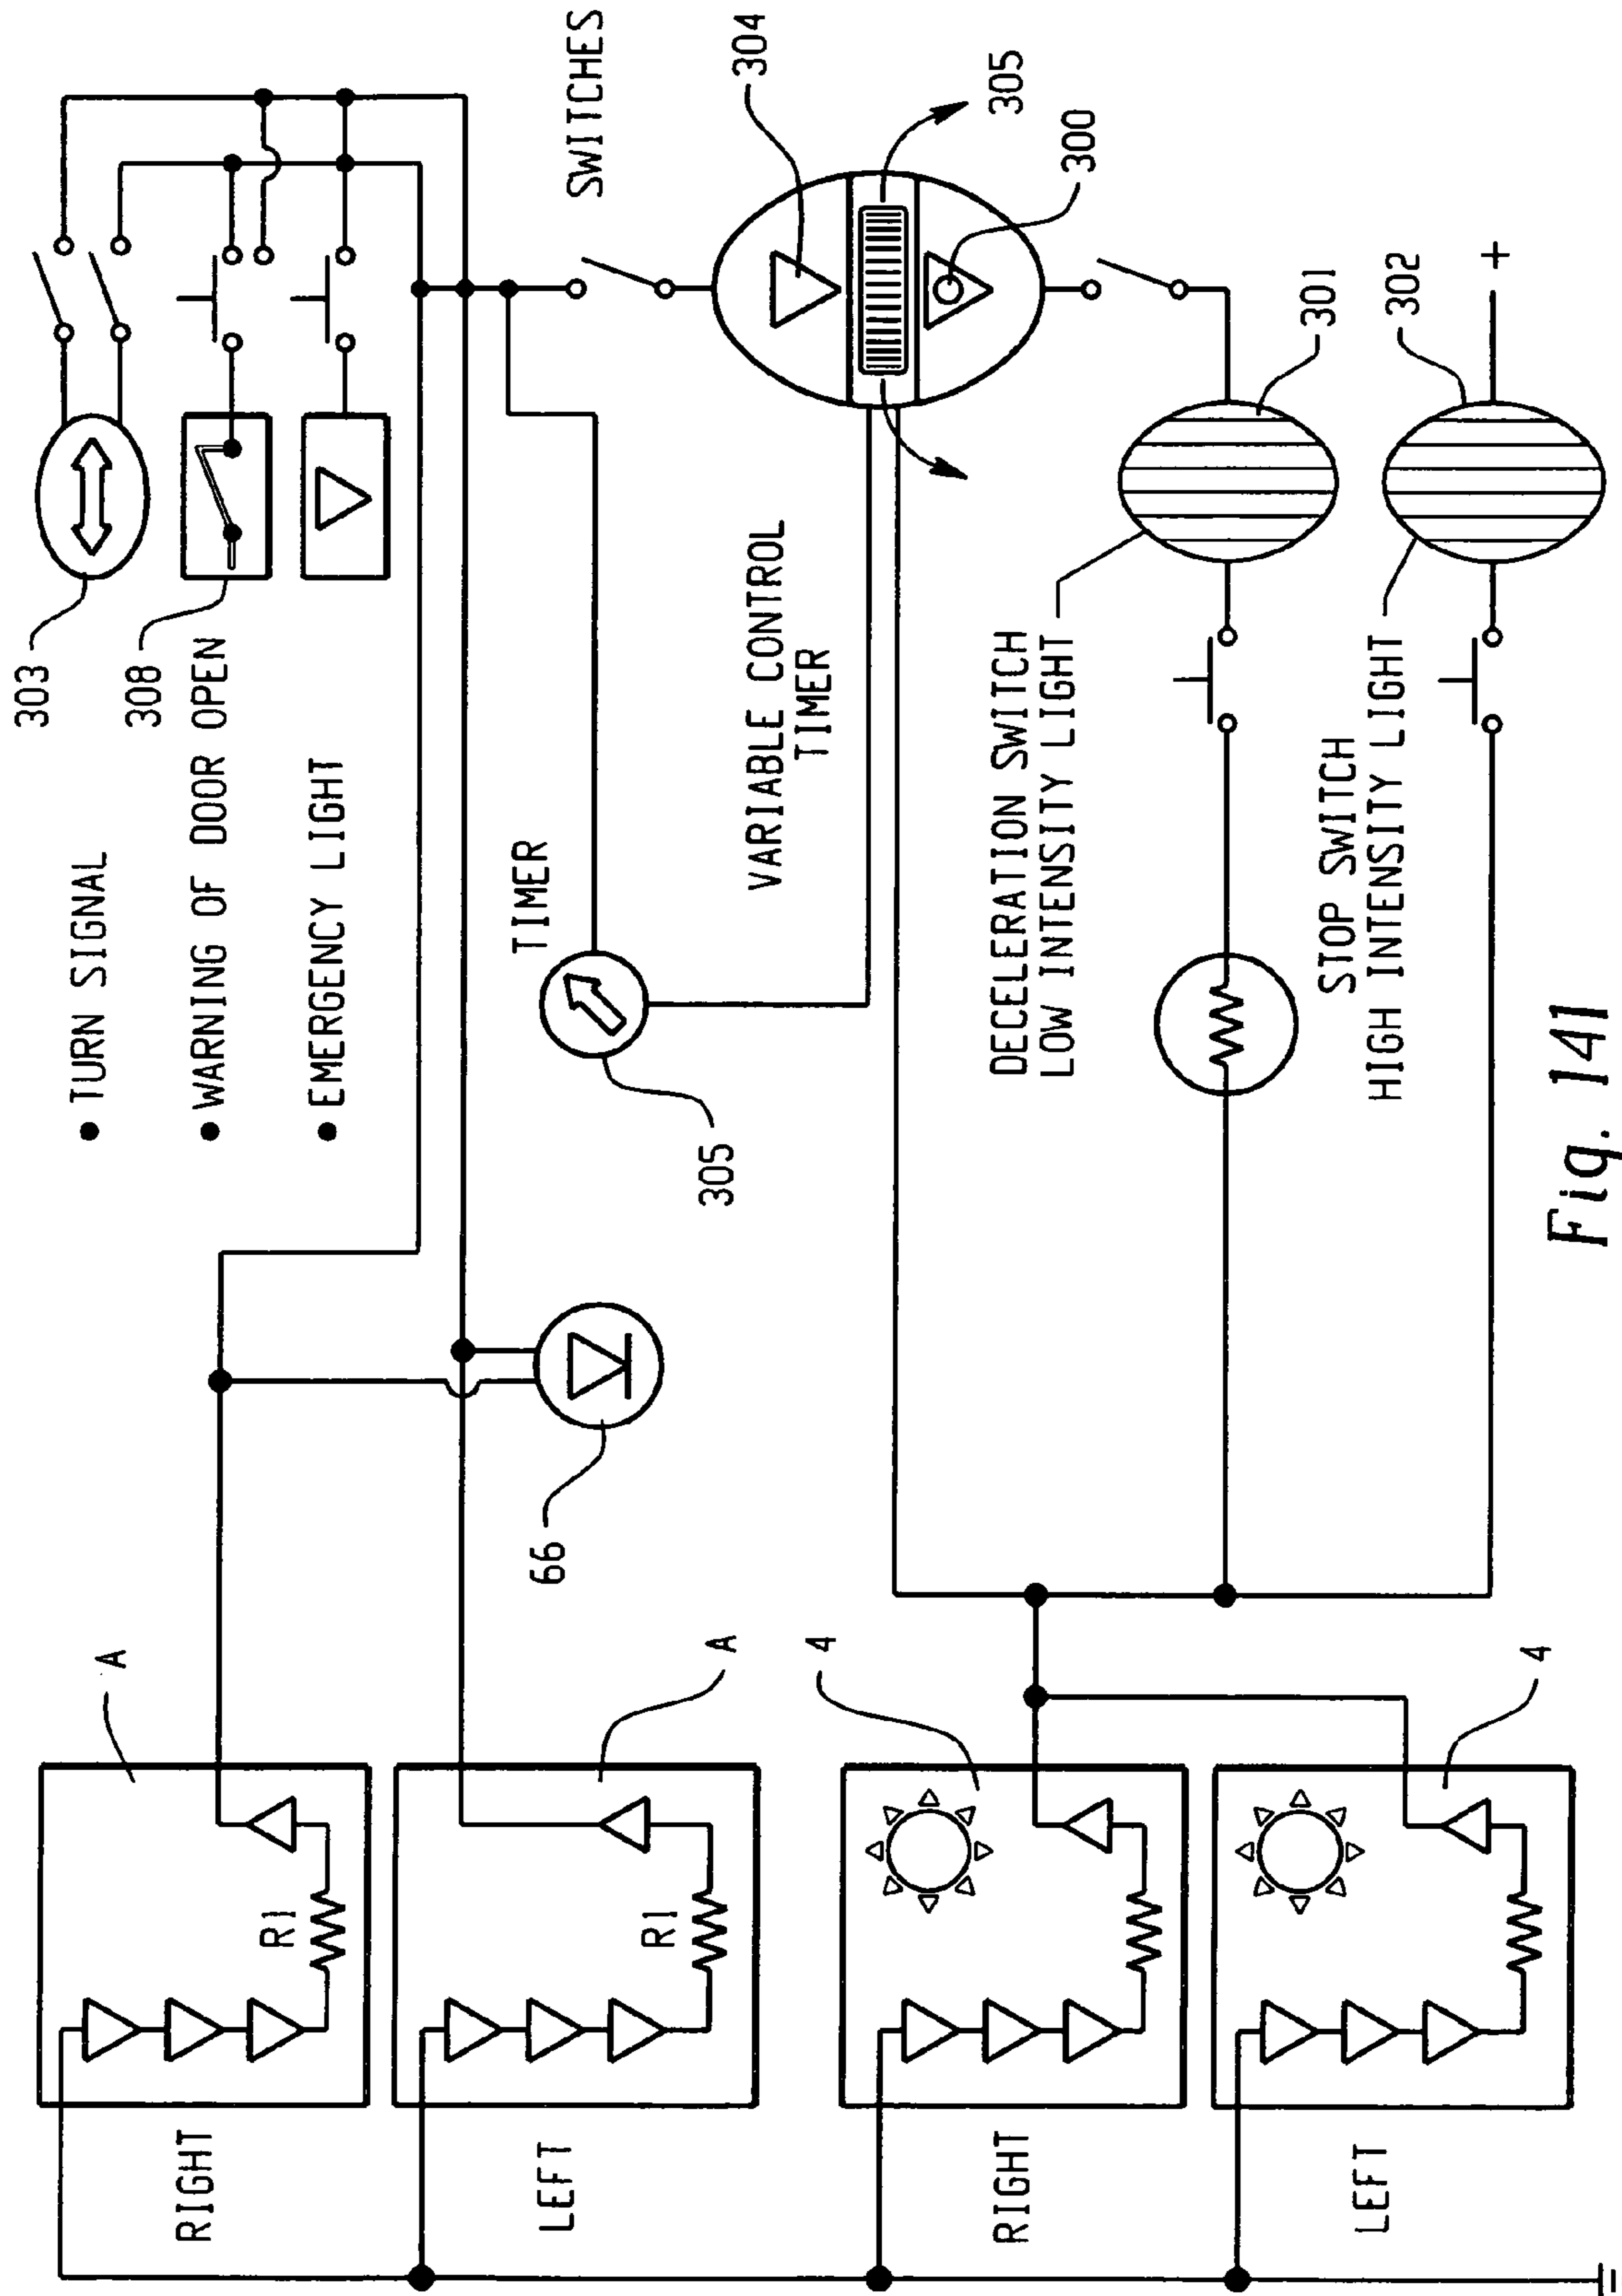 303
308
• TURN SIGNAL
• WARNING OF DOOR OPEN
• EMERGENCY LIGHT
SWITCHES
304
305
300
TIMER
305
VARIABLE CONTROL
TIMER
DECELERATION SWITCH
LOW INTENSITY LIGHT
301
STOP SWITCH
HIGH INTENSITY LIGHT
302
+
66
A
R1
RIGHT
A
R1
LEFT
4
RIGHT
4
LEFT
Fig. 141